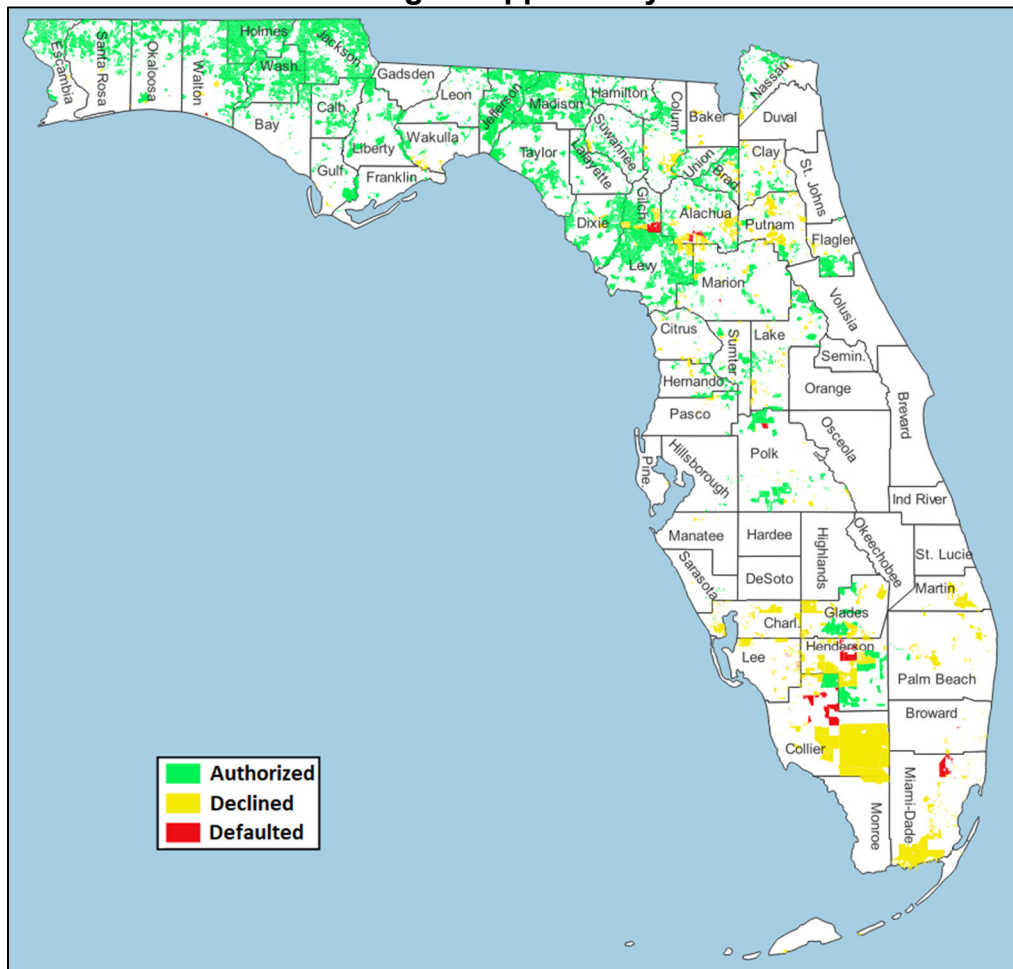 Holmes
Jackson
Escambia
Santa Rosa
Okaloosa
Walton
Wash.
Gadsden
Leon
Jefferson
Madison
Hamilton
Colum.
Baker
Nassau
Duval
Bay
Calh.
Liberty
Wakulla
Taylor
Suwannee
Lafayette
Union
Brad.
Clay
St. Johns
Gulf
Franklin
Dixie
Gilch.
Alachua
Putnam
Flagler
Levy
Marion
Volusia
Citrus
Sumter
Lake
Semin.
Hernando
Orange
Pasco
Brevard
Osceola
Pine.
Hillsborough
Polk
Ind River
Manatee
Hardee
Highlands
Okeechobee
St. Lucie
Sarasota
DeSoto
Martin
Charl.
Glades
Lee
Henderson
Palm Beach
Collier
Broward
Monroe
Miami-Dade
Authorized
Declined
Defaulted